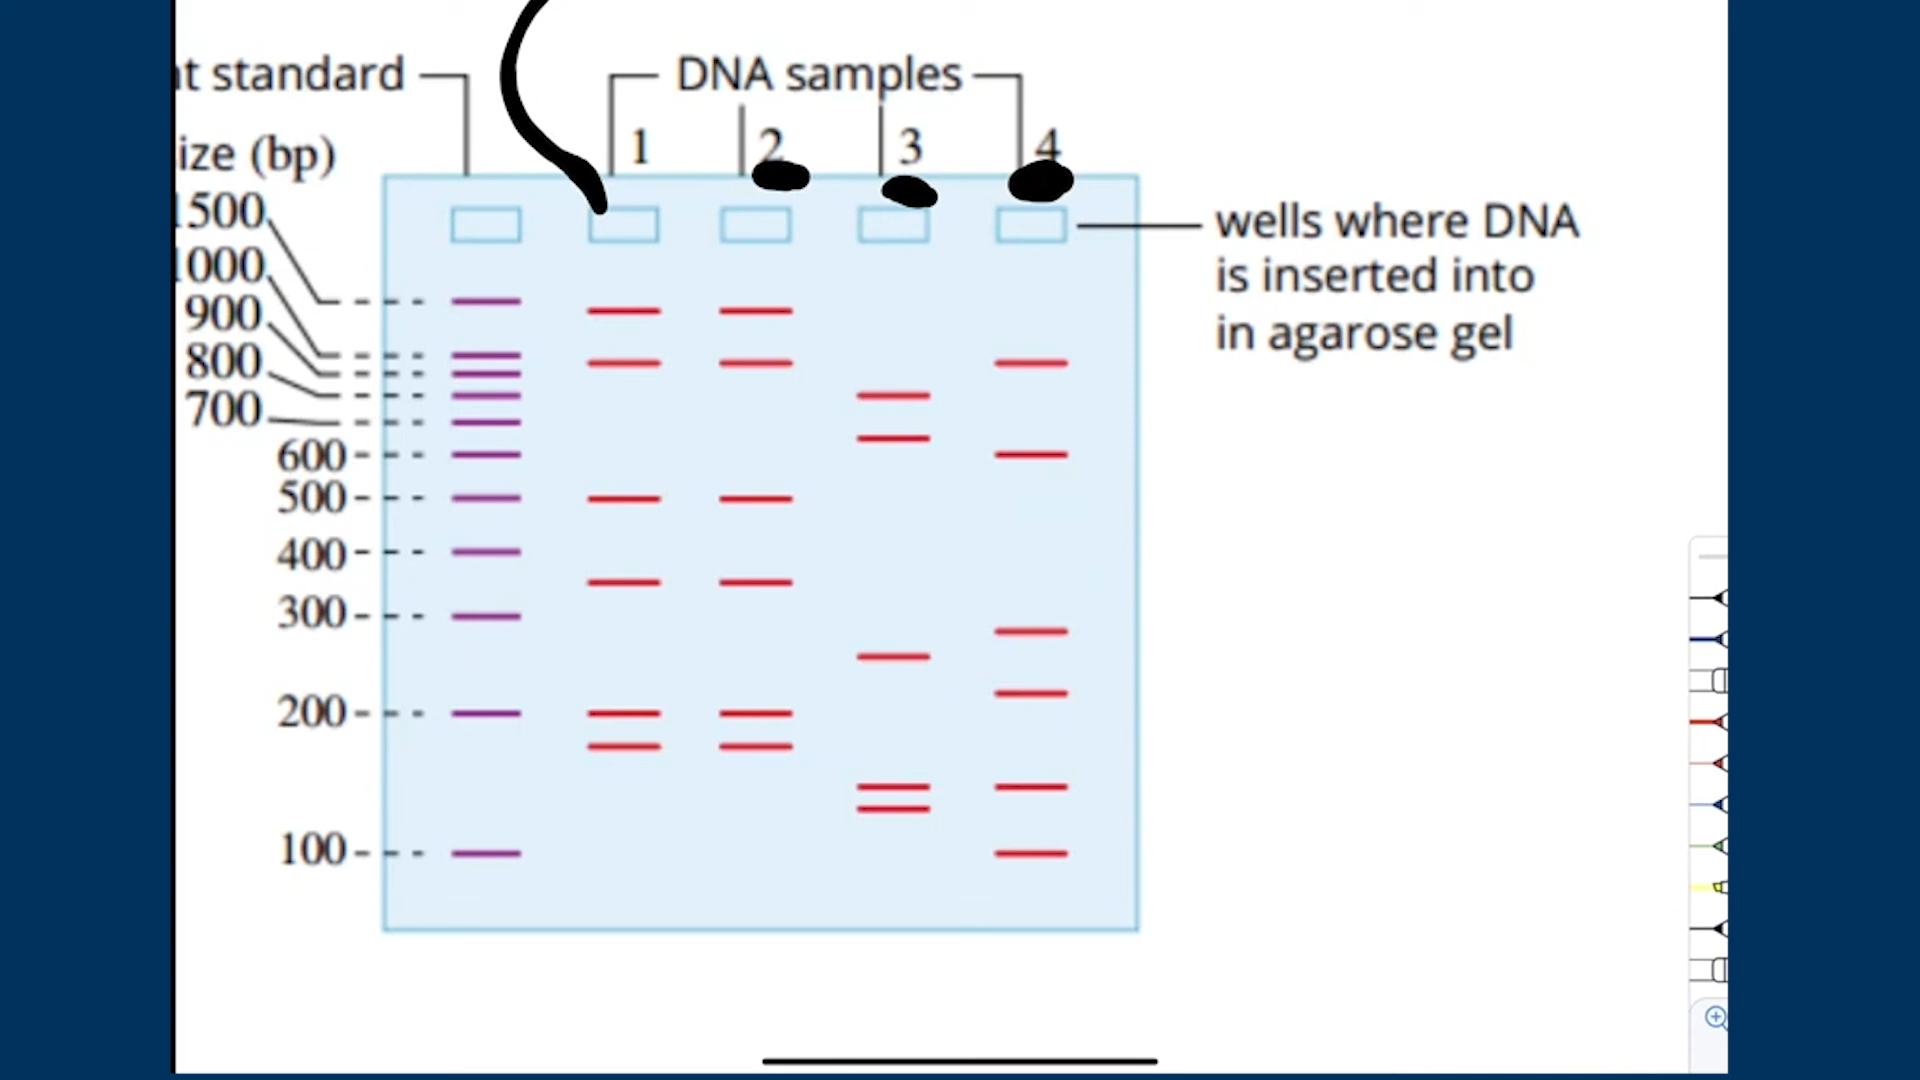 t standard
DNA samples
1 2 3 4
ize (bp)
1500
1000
900
800
700
600
500
400
300
200
100
wells where DNA
is inserted into
in agarose gel